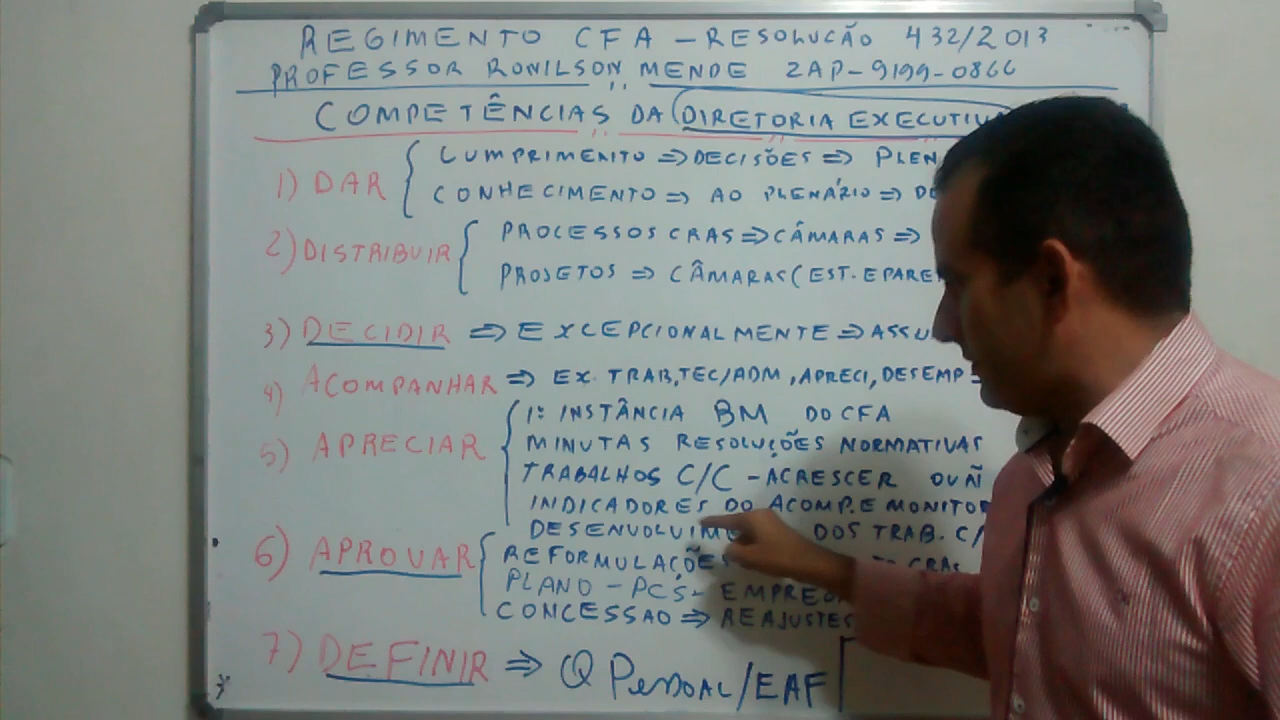 REGIMENTO CFA - RESOLUCÃO 432/2013
PROFESSOR RONILSON MENDE ZAP-9199-0866
COMPETÊNCIAS DA DIRETORIA EXECUTIVA
1) DAR { CUMPRIMENTO ⇒ DECISÕES ⇒ PLEN
CONHECIMENTO ⇒ AO PLENÁRIO ⇒ DE
2) DISTRIBUIR { PROCESSOS CRAS ⇒ CÂMARAS ⇒
PROJETOS ⇒ CÂMARAS (EST. E PARE
3) DECIDIR ⇒ EXCEPCIONALMENTE ⇒ ASSU
4) ACOMPANHAR ⇒ EX. TRAB, TEC/ADM, APRECI, DESEMP ⇒
5) APRECIAR { 1ª INSTÂNCIA BM DO CFA
MINUTAS RESOLUÇÕES NORMATIVAS
TRABALHOS C/C - ACRESCER OU Ñ
INDICADORES DO ACOMP. E MONITOR
DESENVOLVIME DOS TRAB. C/
6) APROVAR { REFORMULAÇÕES CRAS
PLANO - PCS - EMPREG
CONCESSAO ⇒ REAJUSTES
7) DEFINIR ⇒ Q PESSOAL/EAF